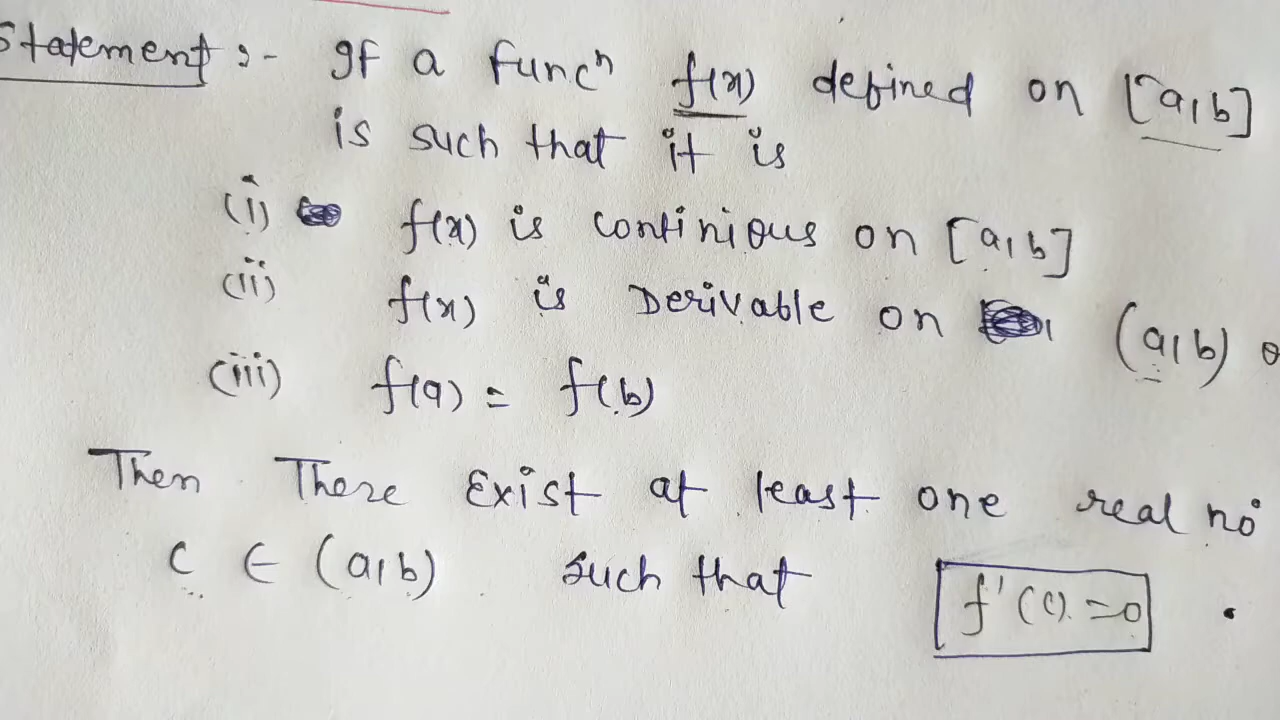 Statement :- If a funcⁿ f(x) defined on [a,b]
is such that it is
(i) f(x) is continious on [a,b]
(ii) f(x) is Derivable on (a,b)
(iii) f(a) = f(b)
Then There Exist at least one real no
c ∈ (a,b) such that f'(c) = 0 .